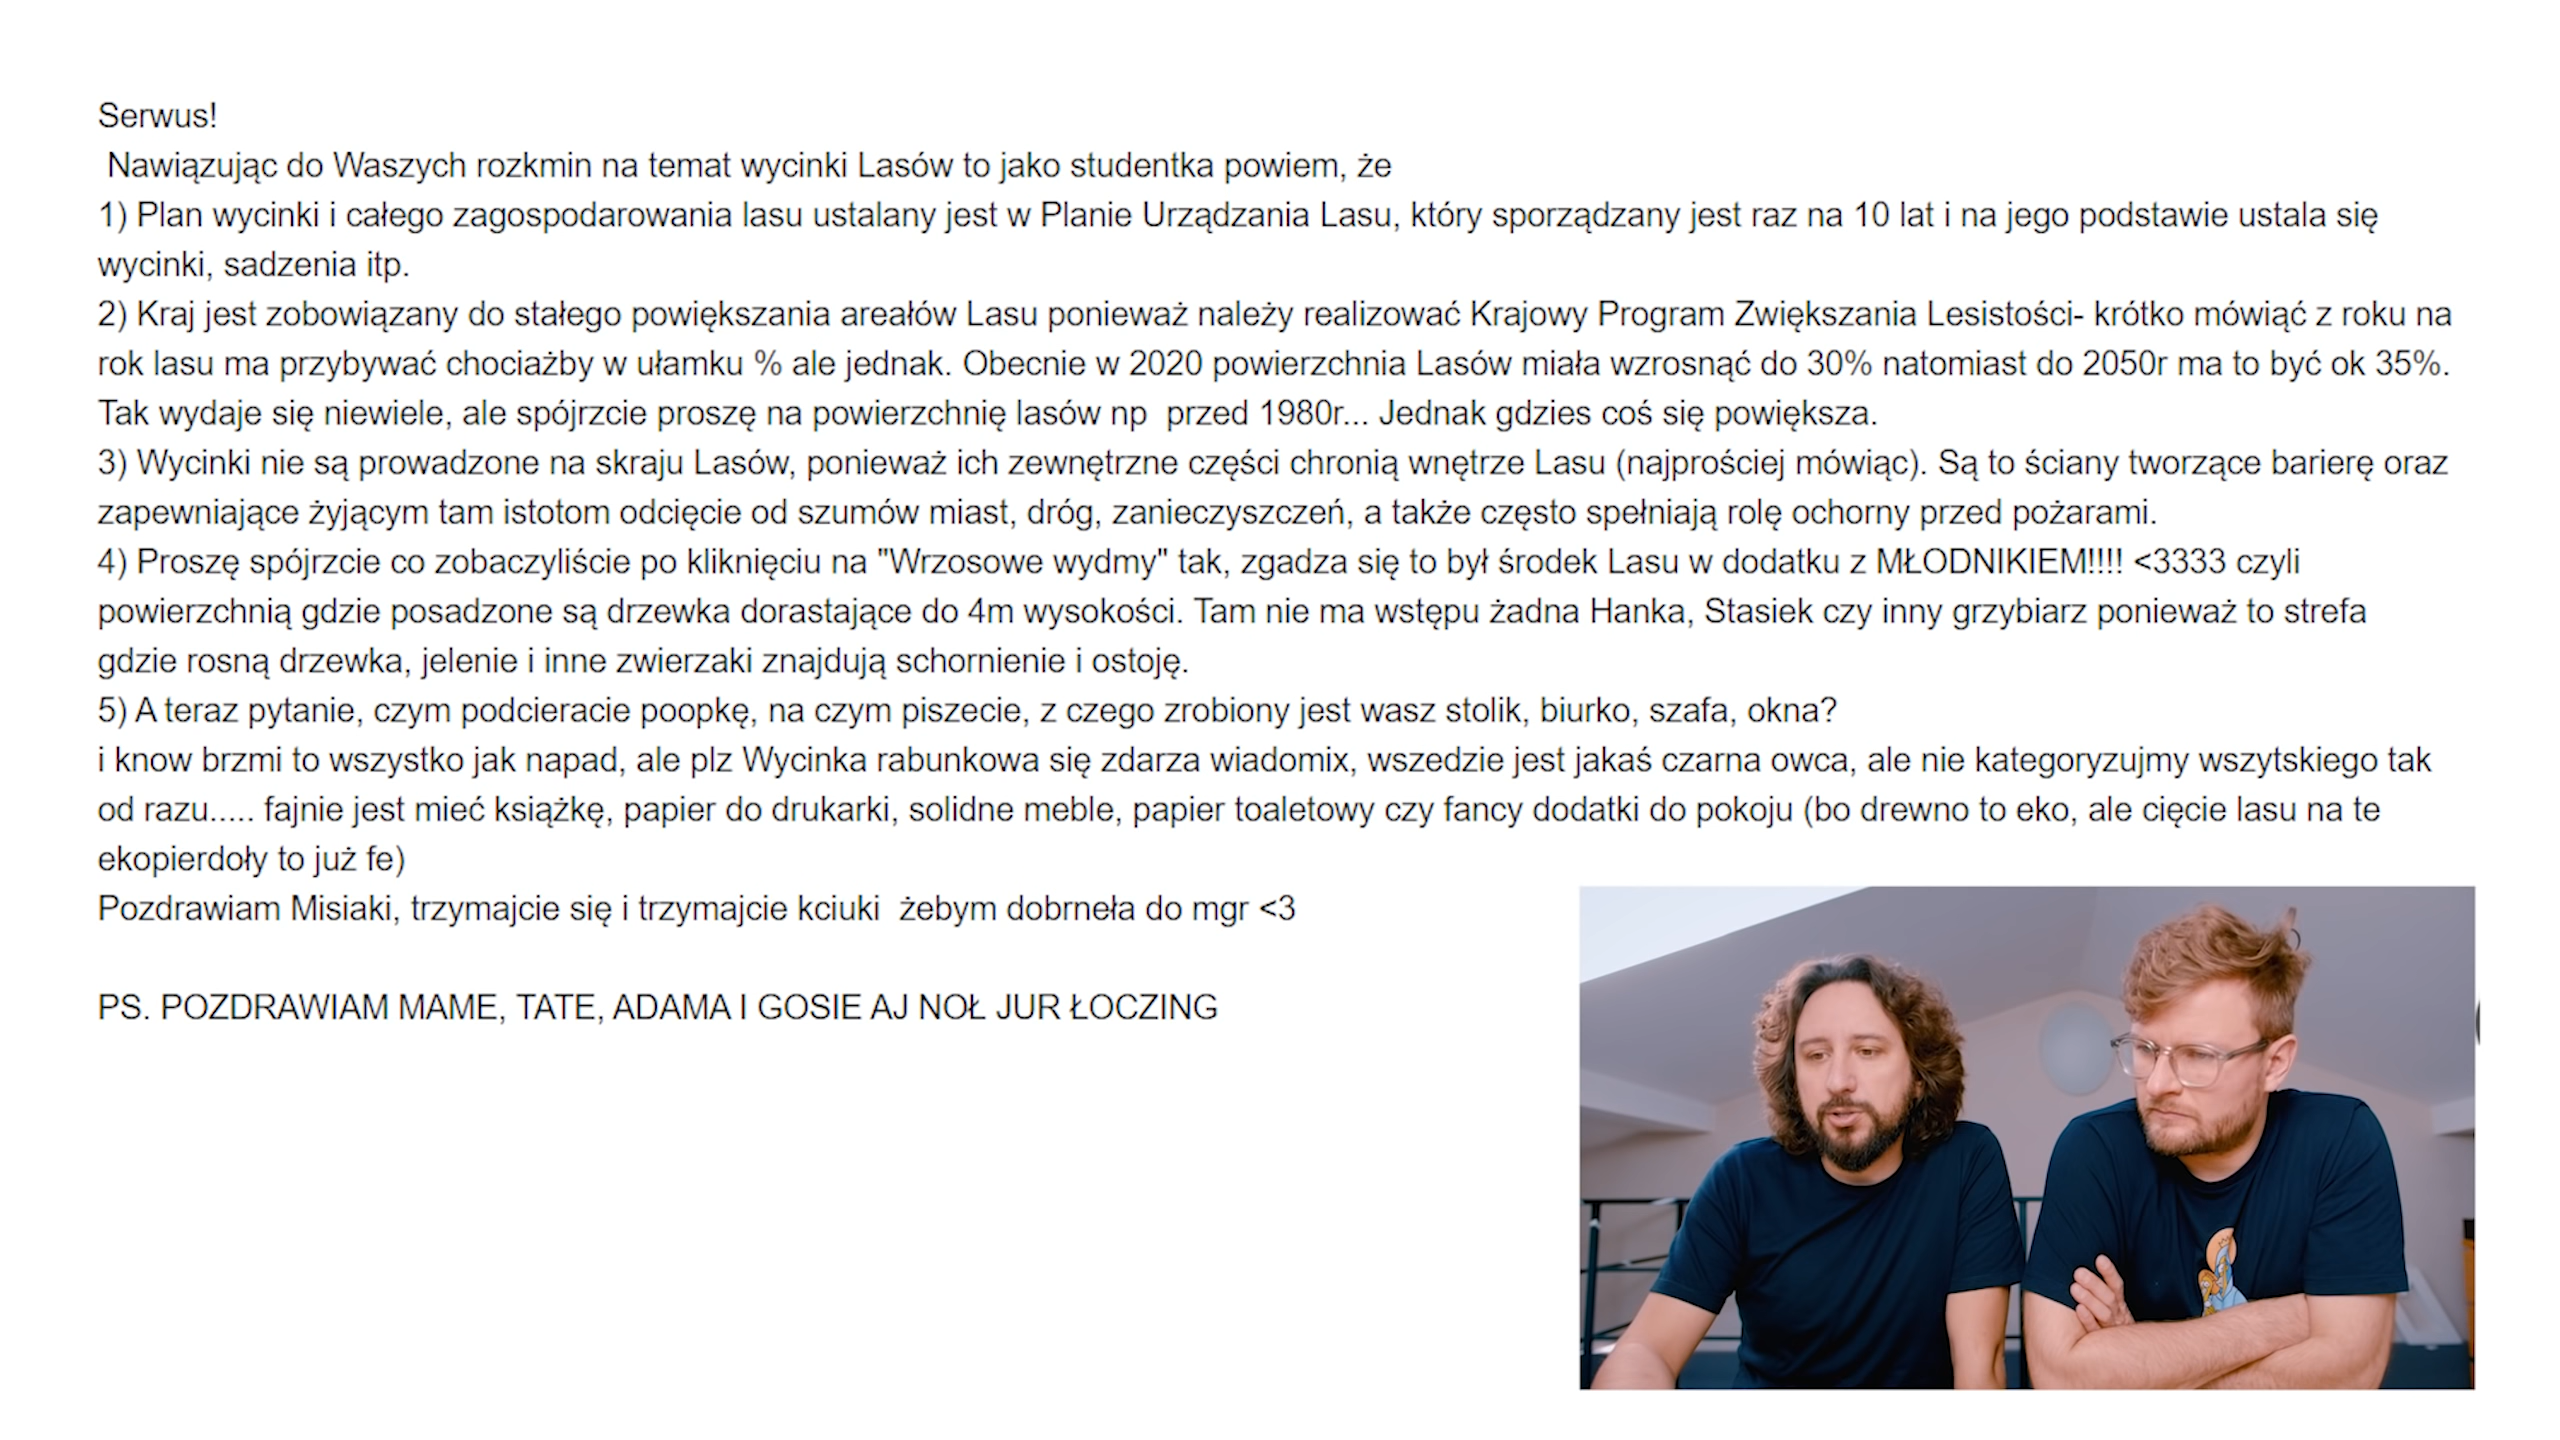 Serwus!
Nawiązując do Waszych rozkmin na temat wycinki Lasów to jako studentka powiem, że
1) Plan wycinki i całego zagospodarowania lasu ustalany jest w Planie Urządzania Lasu, który sporządzany jest raz na 10 lat i na jego podstawie ustala się
wycinki, sadzenia itp.
2) Kraj jest zobowiązany do stałego powiększania areałów Lasu ponieważ należy realizować Krajowy Program Zwiększania Lesistości- krótko mówiąć z roku na
rok lasu ma przybywać chociażby w ułamku % ale jednak. Obecnie w 2020 powierzchnia Lasów miała wzrosnąć do 30% natomiast do 2050r ma to być ok 35%.
Tak wydaje się niewiele, ale spójrzcie proszę na powierzchnię lasów np  przed 1980r... Jednak gdzies coś się powiększa.
3) Wycinki nie są prowadzone na skraju Lasów, ponieważ ich zewnętrzne części chronią wnętrze Lasu (najprościej mówiąc). Są to ściany tworzące barierę oraz
zapewniające żyjącym tam istotom odcięcie od szumów miast, dróg, zanieczyszczeń, a także często spełniają rolę ochorny przed pożarami.
4) Proszę spójrzcie co zobaczyliście po kliknięciu na "Wrzosowe wydmy" tak, zgadza się to był środek Lasu w dodatku z MŁODNIKIEM!!!! <3333 czyli
powierzchnią gdzie posadzone są drzewka dorastające do 4m wysokości. Tam nie ma wstępu żadna Hanka, Stasiek czy inny grzybiarz ponieważ to strefa
gdzie rosną drzewka, jelenie i inne zwierzaki znajdują schornienie i ostoję.
5) A teraz pytanie, czym podcieracie poopkę, na czym piszecie, z czego zrobiony jest wasz stolik, biurko, szafa, okna?
i know brzmi to wszystko jak napad, ale plz Wycinka rabunkowa się zdarza wiadomix, wszedzie jest jakaś czarna owca, ale nie kategoryzujmy wszytskiego tak
od razu..... fajnie jest mieć książkę, papier do drukarki, solidne meble, papier toaletowy czy fancy dodatki do pokoju (bo drewno to eko, ale cięcie lasu na te
ekopierdoły to już fe)
Pozdrawiam Misiaki, trzymajcie się i trzymajcie kciuki  żebym dobrneła do mgr <3
PS. POZDRAWIAM MAME, TATE, ADAMA I GOSIE AJ NOŁ JUR ŁOCZING